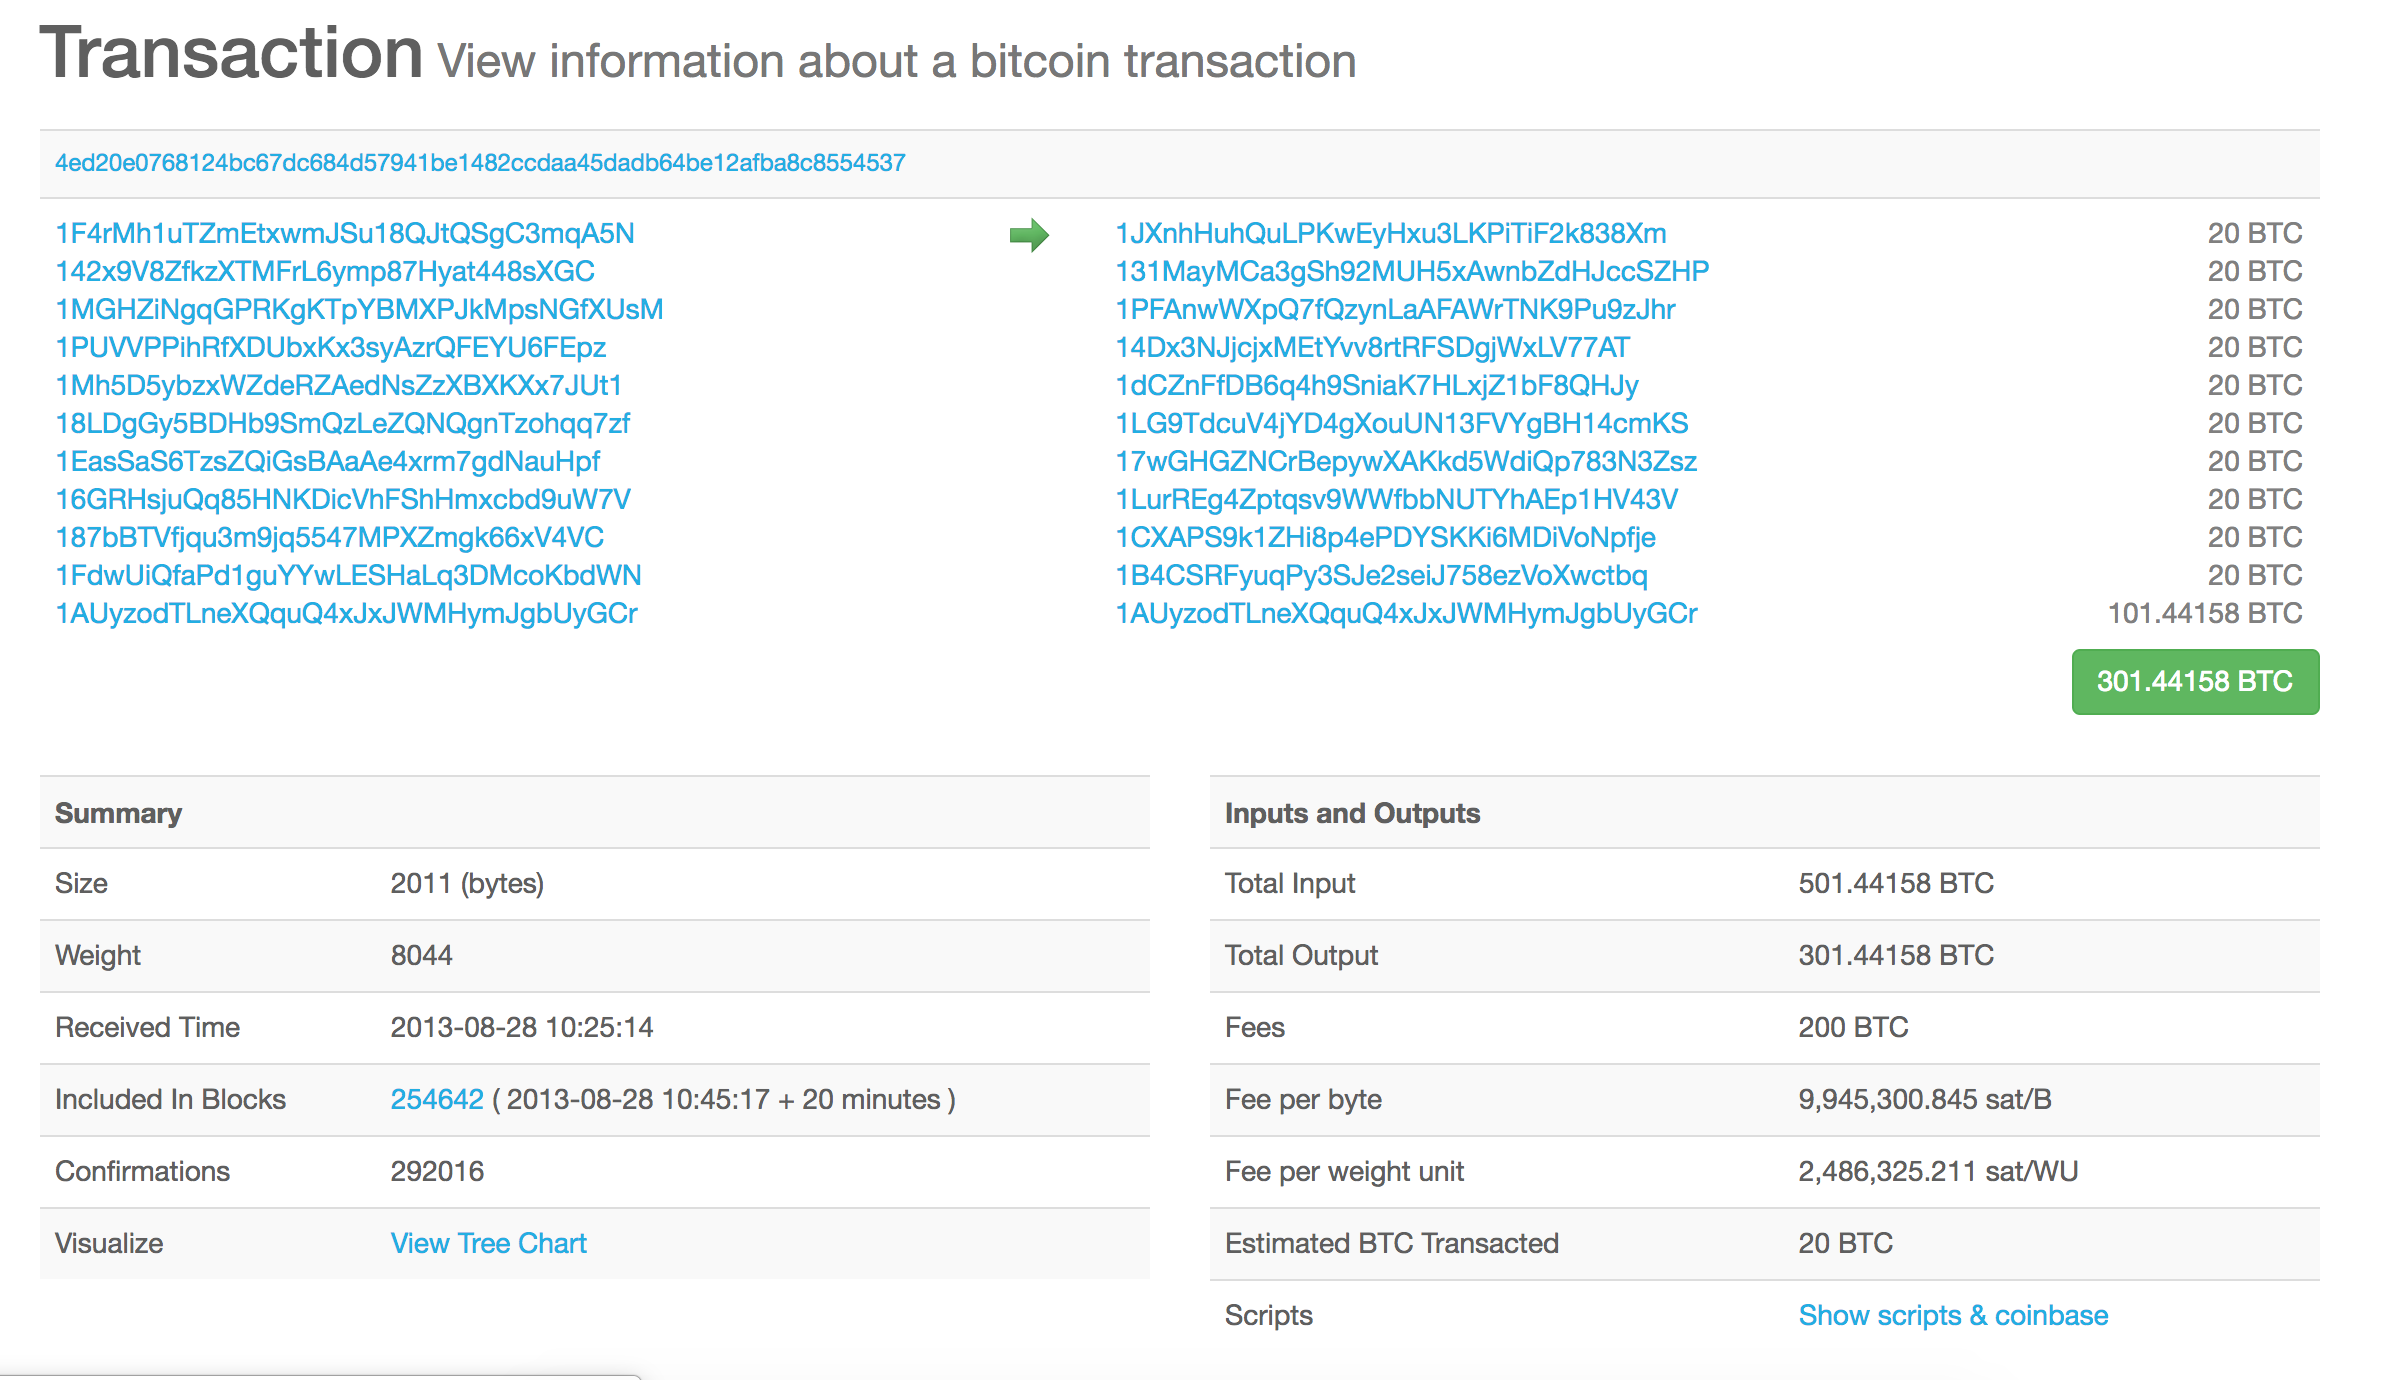 Transaction View information about a bitcoin transaction
4ed20e0768124bc67dc684d57941be1482ccdaa45dadb64be12afba8c8554537
1F4rMh1uTZmEtxwmJSu18QJtQSgC3mqA5N 1JXnhHuhQuLPKwEyHxu3LKPiTiF2k838Xm 20 BTC
142x9V8ZfkzXTMFrL6ymp87Hyat448sXGC 131MayMCa3gSh92MUH5xAwnbZdHJccSZHP 20 BTC
1MGHZiNgqGPRKgKTpYBMXPJkMpsNGfXUsM 1PFAnwWXpQ7fQzynLaAFAWrTNK9Pu9zJhr 20 BTC
1PUVVPPihRfXDUbxKx3syAzrQFEYU6FEpz 14Dx3NJjcjxMEtYvv8rtRFSDgjWxLV77AT 20 BTC
1Mh5D5ybzxWZdeRZAedNsZzXBXKXx7JUt1 1dCZnFfDB6q4h9SniaK7HLxjZ1bF8QHJy 20 BTC
18LDgGy5BDHb9SmQzLeZQNQgnTzohqq7zf 1LG9TdcuV4jYD4gXouUN13FVYgBH14cmKS 20 BTC
1EasSaS6TzsZQiGsBAaAe4xrm7gdNauHpf 17wGHGZNCrBepywXAKkd5WdiQp783N3Zsz 20 BTC
16GRHsjuQq85HNKDicVhFShHmxcbd9uW7V 1LurREg4Zptqsv9WWfbbNUTYhAEp1HV43V 20 BTC
187bBTVfjqu3m9jq5547MPXZmgk66xV4VC 1CXAPS9k1ZHi8p4ePDYSKKi6MDiVoNpfje 20 BTC
1FdwUiQfaPd1guYYwLESHaLq3DMcoKbdWN 1B4CSRFyuqPy3SJe2seiJ758ezVoXwctbq 20 BTC
1AUyzodTLneXQquQ4xJxJWMHymJgbUyGCr 1AUyzodTLneXQquQ4xJxJWMHymJgbUyGCr 101.44158 BTC
301.44158 BTC
Summary
Size 2011 (bytes)
Weight 8044
Received Time 2013-08-28 10:25:14
Included In Blocks 254642 ( 2013-08-28 10:45:17 + 20 minutes )
Confirmations 292016
Visualize View Tree Chart
Inputs and Outputs
Total Input 501.44158 BTC
Total Output 301.44158 BTC
Fees 200 BTC
Fee per byte 9,945,300.845 sat/B
Fee per weight unit 2,486,325.211 sat/WU
Estimated BTC Transacted 20 BTC
Scripts Show scripts & coinbase